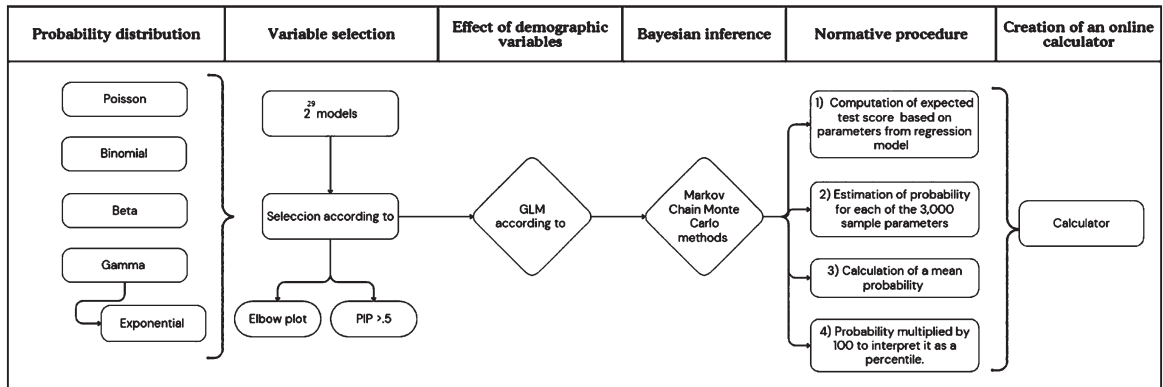 Probability distribution
Variable selection
Effect of demographic
variables
Bayesian inference
Normative procedure
Creation of an online
calculator
Poisson
Binomial
Beta
Gamma
Exponential
2^29 models
Seleccion according to
Elbow plot
PIP >.5
GLM
according to
Markov
Chain Monte
Carlo
methods
1) Computation of expected
test score based on
parameters from regression
model
2) Estimation of probability
for each of the 3,000
sample parameters
3) Calculation of a mean
probability
4) Probability multiplied by
100 to interpret it as a
percentile.
Calculator